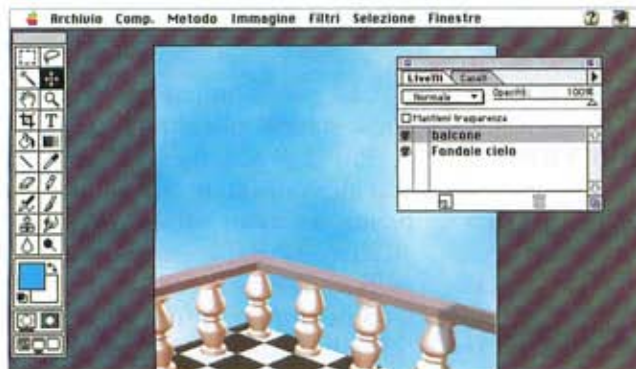 Archivio Comp. Metodo Immagine Filtri Selezione Finestre
Livelli Canali
Normale Opacità: 100%
Mantieni trasparenza
balcone
Fondale cielo